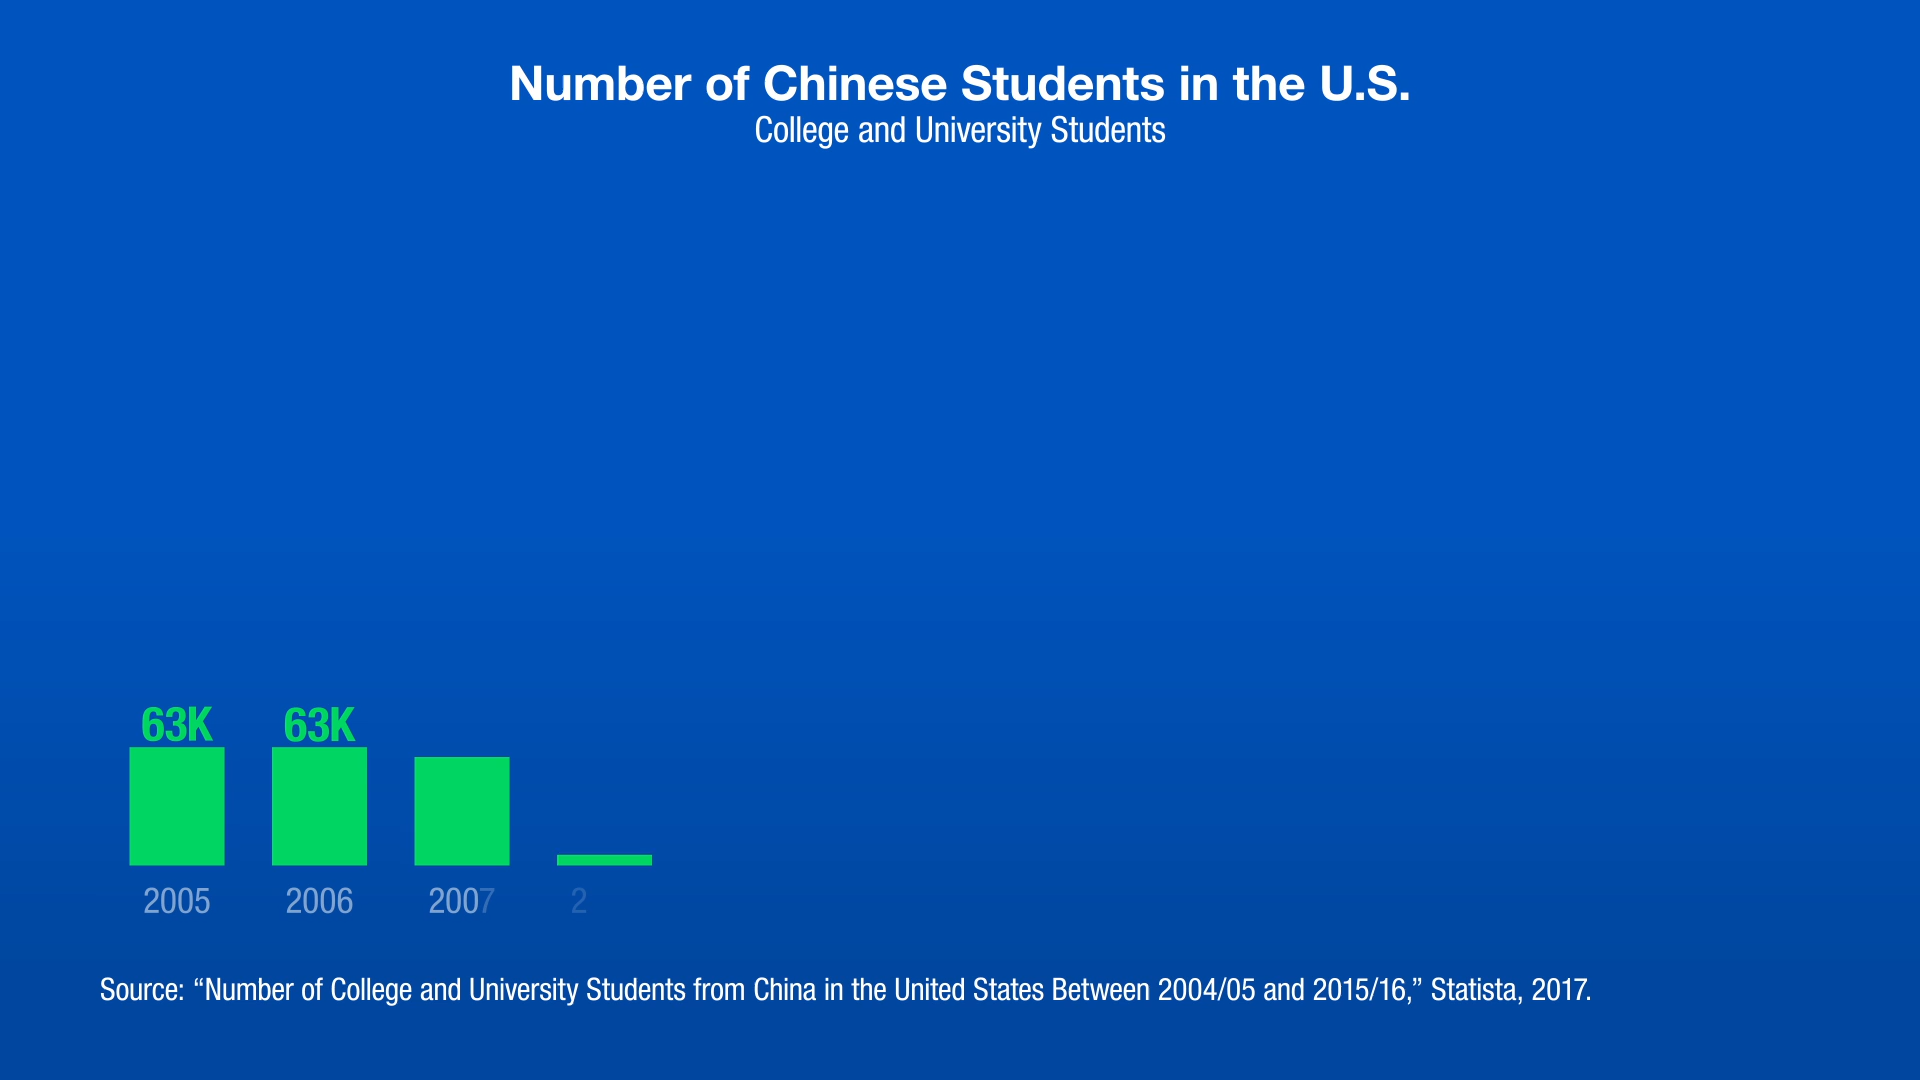 Number of Chinese Students in the U.S.
College and University Students
63K 63K
2005 2006 2007 2
Source: “Number of College and University Students from China in the United States Between 2004/05 and 2015/16,” Statista, 2017.